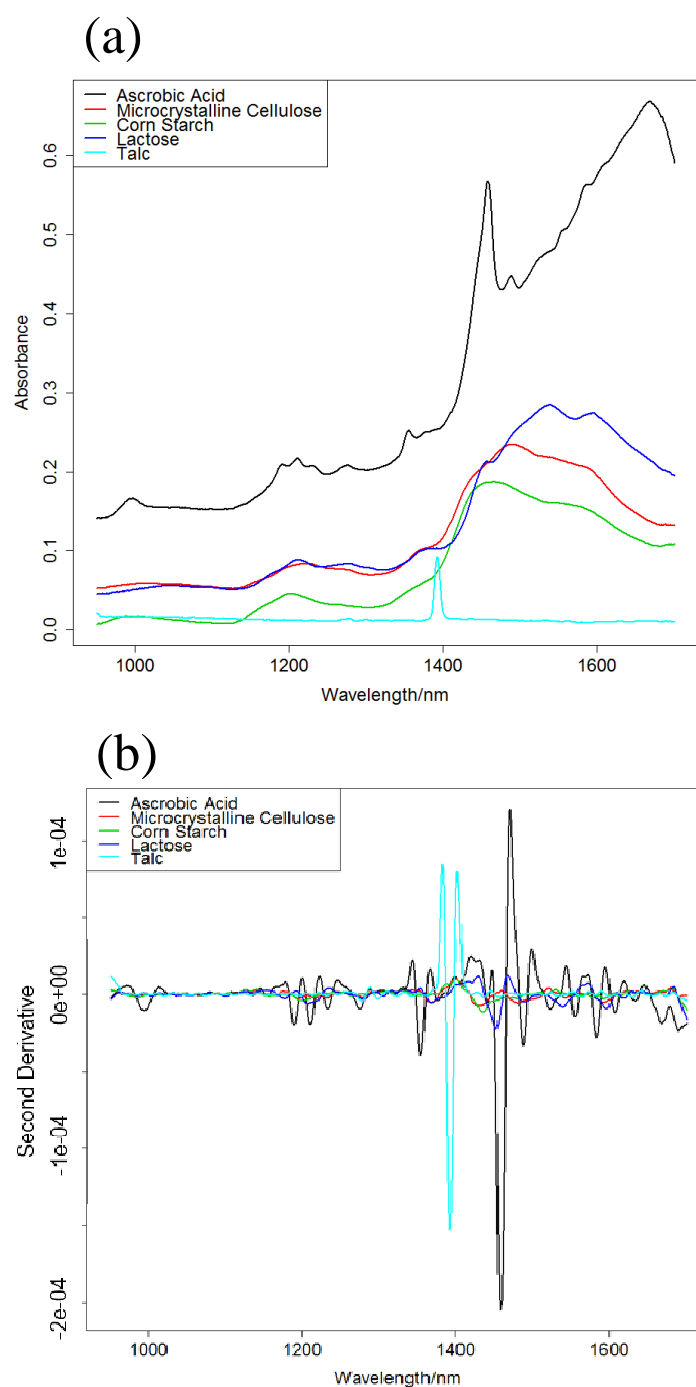 (a)
Ascrobic Acid
Microcrystalline Cellulose
Corn Starch
Lactose
Talc
Absorbance
0.6
0.5
0.4
0.3
0.2
0.1
0.0
1000 1200 1400 1600
Wavelength/nm
(b)
Ascrobic Acid
Microcrystalline Cellulose
Corn Starch
Lactose
Talc
Second Derivative
1e-04
0e+00
-1e-04
-2e-04
1000 1200 1400 1600
Wavelength/nm